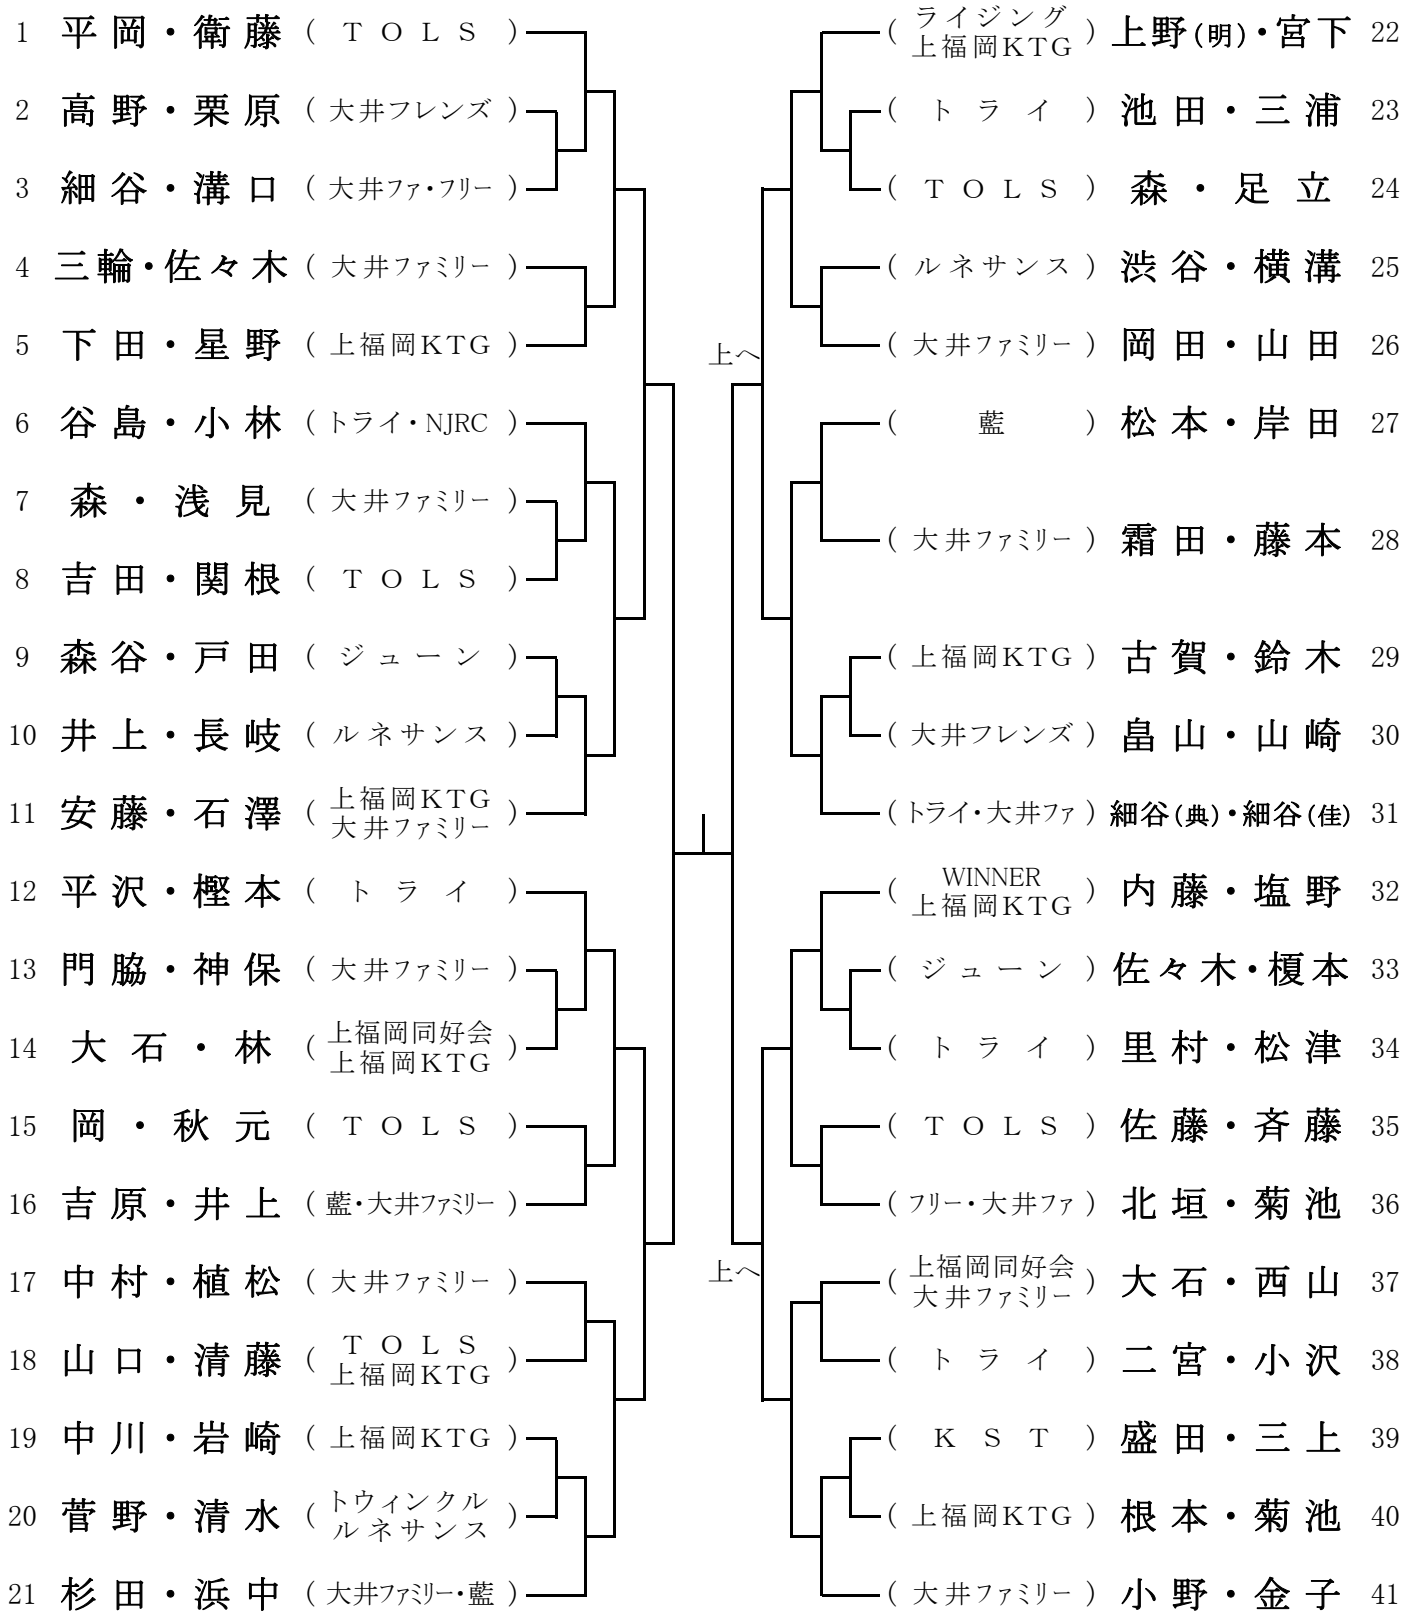 1 平岡・衛藤 (TOLS)
2 高野・栗原 (大井フレンズ)
3 細谷・溝口 (大井ファ・フリー)
4 三輪・佐々木 (大井ファミリー)
5 下田・星野 (上福岡KTG)
6 谷島・小林 (トライ・NJRC)
7 森・浅見 (大井ファミリー)
8 吉田・関根 (TOLS)
9 森谷・戸田 (ジューン)
10 井上・長岐 (ルネサンス)
11 安藤・石澤 (上福岡KTG
大井ファミリー)
12 平沢・樫本 (トライ)
13 門脇・神保 (大井ファミリー)
14 大石・林 (上福岡同好会
上福岡KTG)
15 岡・秋元 (TOLS)
16 吉原・井上 (藍・大井ファミリー)
17 中村・植松 (大井ファミリー)
18 山口・清藤 (TOLS
上福岡KTG)
19 中川・岩崎 (上福岡KTG)
20 菅野・清水 (トウィンクル
ルネサンス)
21 杉田・浜中 (大井ファミリー・藍)
上へ
上へ
(ライジング
上福岡KTG) 上野(明)・宮下 22
(トライ) 池田・三浦 23
(TOLS) 森・足立 24
(ルネサンス) 渋谷・横溝 25
(大井ファミリー) 岡田・山田 26
(藍) 松本・岸田 27
(大井ファミリー) 霜田・藤本 28
(上福岡KTG) 古賀・鈴木 29
(大井フレンズ) 畠山・山崎 30
(トライ・大井ファ) 細谷(典)・細谷(佳) 31
(WINNER
上福岡KTG) 内藤・塩野 32
(ジューン) 佐々木・榎本 33
(トライ) 里村・松津 34
(TOLS) 佐藤・斉藤 35
(フリー・大井ファ) 北垣・菊池 36
(上福岡同好会
大井ファミリー) 大石・西山 37
(トライ) 二宮・小沢 38
(KST) 盛田・三上 39
(上福岡KTG) 根本・菊池 40
(大井ファミリー) 小野・金子 41